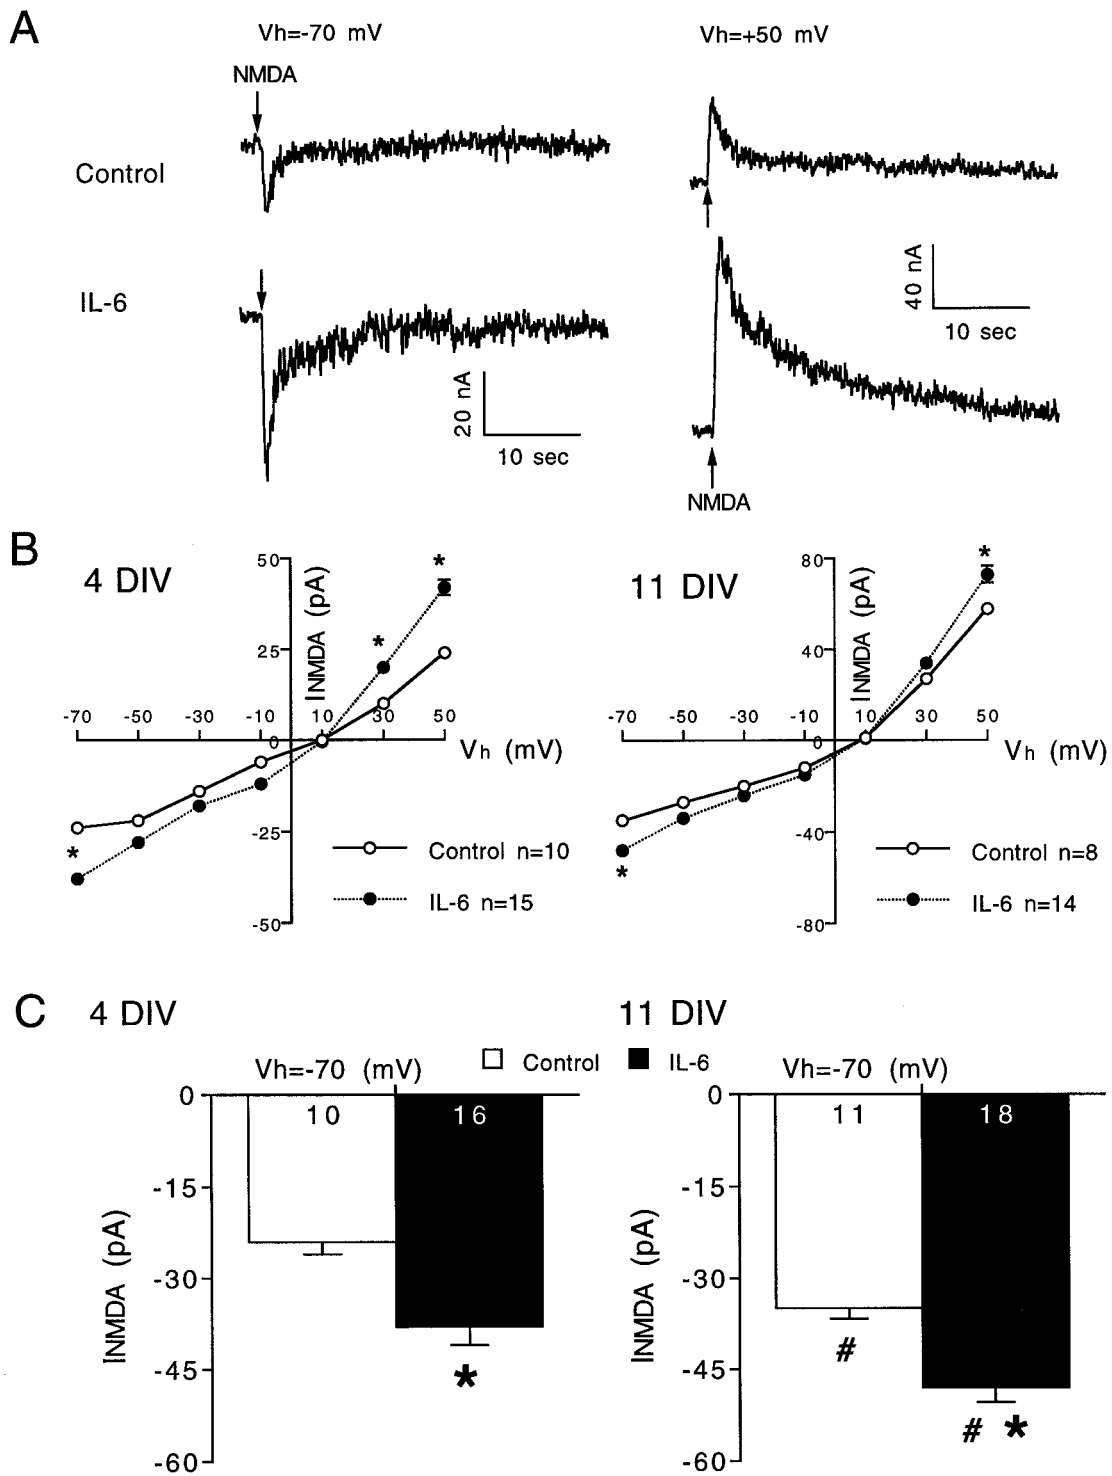 A
Vh=-70 mV
Vh=+50 mV
NMDA
Control
IL-6
40 nA
10 sec
20 nA
10 sec
NMDA
B
4 DIV
50
INMDA (pA)
*
*
25
-70 -50 -30 -10 10 30 50
0
Vh (mV)
*
-25
Control n=10
IL-6 n=15
-50
11 DIV
80
INMDA (pA)
*
40
-70 -50 -30 -10 10 30 50
0
Vh (mV)
-40
*
Control n=8
IL-6 n=14
-80
C
4 DIV
11 DIV
Vh=-70 (mV)
Control
IL-6
Vh=-70 (mV)
0
10
16
-15
INMDA (pA)
-30
-45
*
-60
0
11
18
-15
INMDA (pA)
-30
#
-45
# *
-60